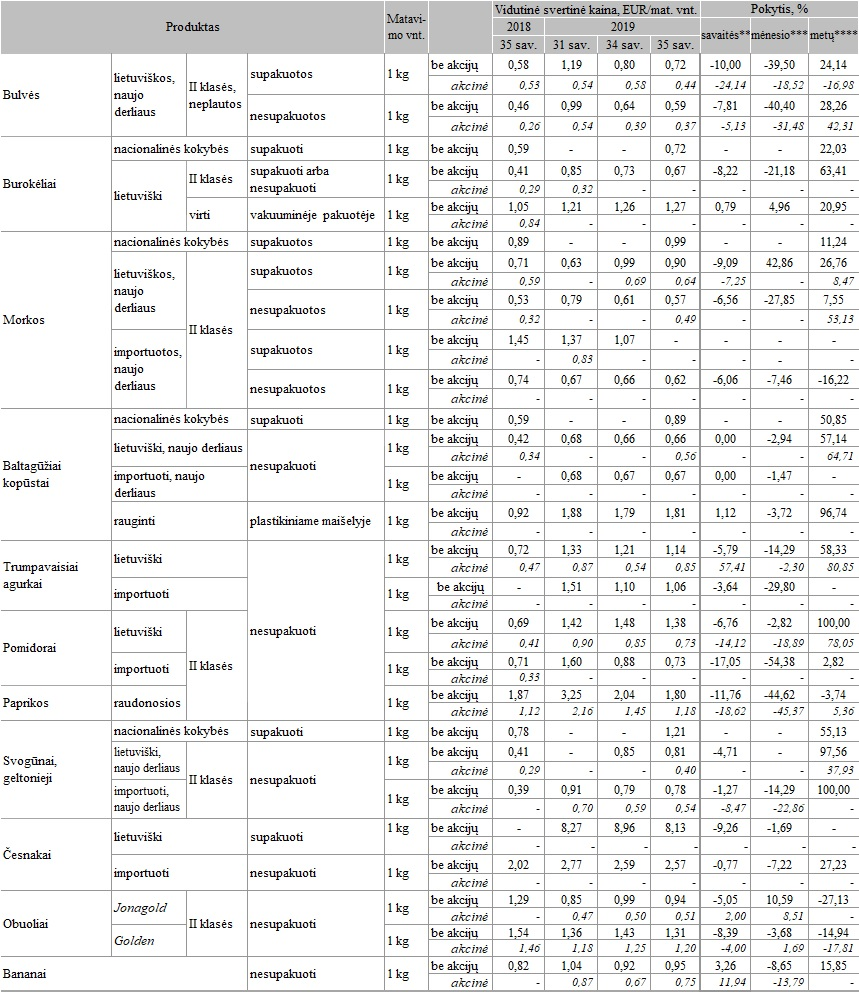 Produktas Matavi- Vidutinė svertinė kaina, EUR/mat. vnt. Pokytis, %
mo vnt. 2018 2019 savaitės** mėnesio*** metų****
35 sav. 31 sav. 34 sav. 35 sav.
Bulvės lietuviškos, naujo derliaus II klasės, neplautos supakuotos 1 kg be akcijų 0,58 1,19 0,80 0,72 -10,00 -39,50 24,14
akcinė 0,53 0,54 0,58 0,44 -24,14 -18,52 -16,98
nesupakuotos 1 kg be akcijų 0,46 0,99 0,64 0,59 -7,81 -40,40 28,26
akcinė 0,26 0,54 0,39 0,37 -5,13 -31,48 42,31
Burokėliai nacionalinės kokybės supakuoti 1 kg be akcijų 0,59 - - 0,72 - - 22,03
lietuviški II klasės supakuoti arba nesupakuoti 1 kg be akcijų 0,41 0,85 0,73 0,67 -8,22 -21,18 63,41
akcinė 0,29 0,32 - - - - -
virti vakuuminėje pakuotėje 1 kg be akcijų 1,05 1,21 1,26 1,27 0,79 4,96 20,95
akcinė 0,84 - - - - - -
Morkos nacionalinės kokybės supakuotos 1 kg be akcijų 0,89 - - 0,99 - - 11,24
lietuviškos, naujo derliaus II klasės supakuotos 1 kg be akcijų 0,71 0,63 0,99 0,90 -9,09 42,86 26,76
akcinė 0,59 - 0,69 0,64 -7,25 - 8,47
nesupakuotos 1 kg be akcijų 0,53 0,79 0,61 0,57 -6,56 -27,85 7,55
akcinė 0,32 - - 0,49 - - 53,13
importuotos, naujo derliaus supakuotos 1 kg be akcijų 1,45 1,37 1,07 - - - -
akcinė - 0,83 - - - - -
nesupakuotos 1 kg be akcijų 0,74 0,67 0,66 0,62 -6,06 -7,46 -16,22
akcinė - - - - - - -
Baltagūžiai kopūstai nacionalinės kokybės supakuoti 1 kg be akcijų 0,59 - - 0,89 - - 50,85
lietuviški, naujo derliaus nesupakuoti 1 kg be akcijų 0,42 0,68 0,66 0,66 0,00 -2,94 57,14
akcinė 0,34 - - 0,56 - - 64,71
importuoti, naujo derliaus 1 kg be akcijų - 0,68 0,67 0,67 0,00 -1,47 -
akcinė - - - - - - -
rauginti plastikiniame maišelyje 1 kg be akcijų 0,92 1,88 1,79 1,81 1,12 -3,72 96,74
akcinė - - - - - - -
Trumpavaisiai agurkai lietuviški nesupakuoti 1 kg be akcijų 0,72 1,33 1,21 1,14 -5,79 -14,29 58,33
akcinė 0,47 0,87 0,54 0,85 57,41 -2,30 80,85
importuoti 1 kg be akcijų - 1,51 1,10 1,06 -3,64 -29,80 -
akcinė - - - - - - -
Pomidorai lietuviški II klasės 1 kg be akcijų 0,69 1,42 1,48 1,38 -6,76 -2,82 100,00
akcinė 0,41 0,90 0,85 0,73 -14,12 -18,89 78,05
importuoti 1 kg be akcijų 0,71 1,60 0,88 0,73 -17,05 -54,38 2,82
akcinė 0,33 - - - - - -
Paprikos raudonosios 1 kg be akcijų 1,87 3,25 2,04 1,80 -11,76 -44,62 -3,74
akcinė 1,12 2,16 1,45 1,18 -18,62 -45,37 5,36
Svogūnai, geltonieji nacionalinės kokybės supakuoti 1 kg be akcijų 0,78 - - 1,21 - - 55,13
lietuviški, naujo derliaus II klasės nesupakuoti 1 kg be akcijų 0,41 - 0,85 0,81 -4,71 - 97,56
akcinė 0,29 - - 0,40 - - 37,93
importuoti, naujo derliaus 1 kg be akcijų 0,39 0,91 0,79 0,78 -1,27 -14,29 100,00
akcinė - 0,70 0,59 0,54 -8,47 -22,86 -
Česnakai lietuviški supakuoti 1 kg be akcijų - 8,27 8,96 8,13 -9,26 -1,69 -
akcinė - - - - - - -
importuoti nesupakuoti 1 kg be akcijų 2,02 2,77 2,59 2,57 -0,77 -7,22 27,23
akcinė - - - - - - -
Obuoliai Jonagold II klasės nesupakuoti 1 kg be akcijų 1,29 0,85 0,99 0,94 -5,05 10,59 -27,13
akcinė - 0,47 0,50 0,51 2,00 8,51 -
Golden 1 kg be akcijų 1,54 1,36 1,43 1,31 -8,39 -3,68 -14,94
akcinė 1,46 1,18 1,25 1,20 -4,00 1,69 -17,81
Bananai nesupakuoti 1 kg be akcijų 0,82 1,04 0,92 0,95 3,26 -8,65 15,85
akcinė - 0,87 0,67 0,75 11,94 -13,79 -